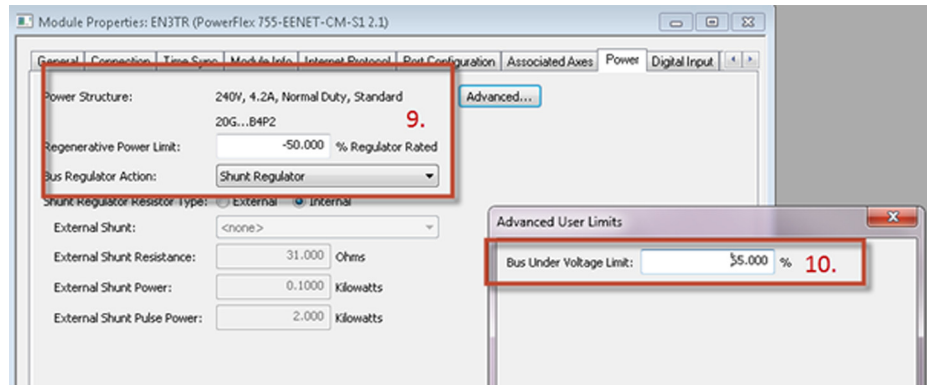 Module Properties: EN3TR (PowerFlex 755-EENET-CM-S1 2.1)
General Connection Time Sync Module Info Internet Protocol Port Configuration Associated Axes Power Digital Input
Power Structure: 240V, 4.2A, Normal Duty, Standard Advanced...
20G...B4P2 9.
Regenerative Power Limit: -50.000 % Regulator Rated
Bus Regulator Action: Shunt Regulator
Shunt Regulator Resistor Type: External Internal
Advanced User Limits
External Shunt: <none>
Bus Under Voltage Limit: %
10.
External Shunt Resistance: 31.000 Ohms
External Shunt Power: 0.1000 Kilowatts
External Shunt Pulse Power: 2.000 Kilowatts